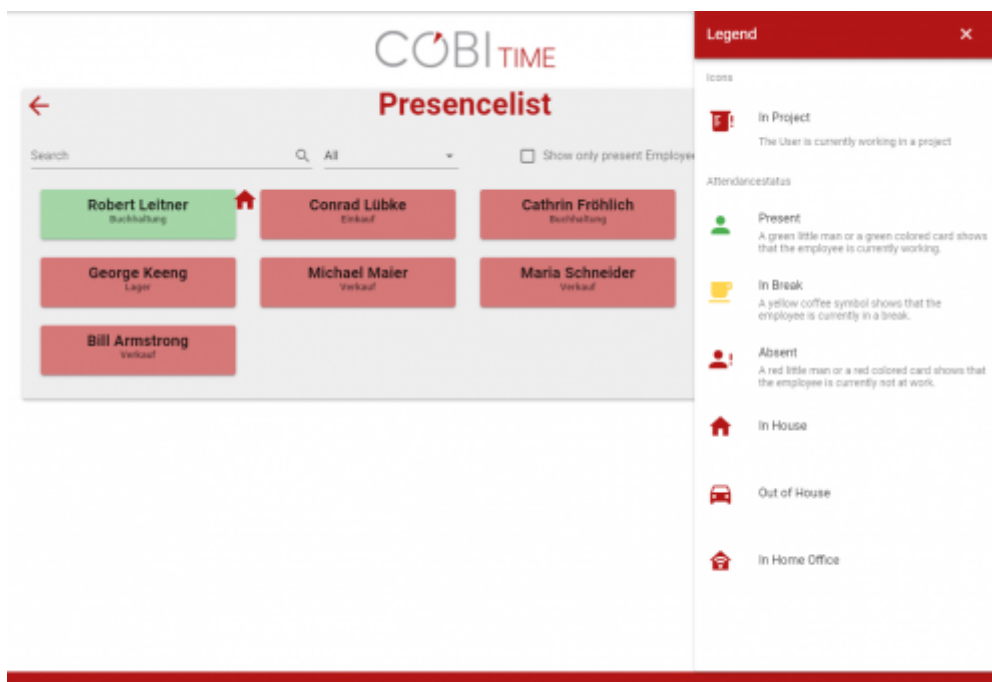 COBI TIME
Presencelist
Search
All
Show only present Employee
Robert Leitner
Buchhaltung
Conrad Lübke
Einkauf
Cathrin Fröhlich
Buchhaltung
George Keeng
Lager
Michael Maier
Verkauf
Maria Schneider
Verkauf
Bill Armstrong
Verkauf
Legend
Icons
In Project
The User is currently working in a project
Attendancestatus
Present
A green little man or a green colored card shows
that the employee is currently working.
In Break
A yellow coffee symbol shows that the
employee is currently in a break.
Absent
A red little man or a red colored card shows that
the employee is currently not at work.
In House
Out of House
In Home Office